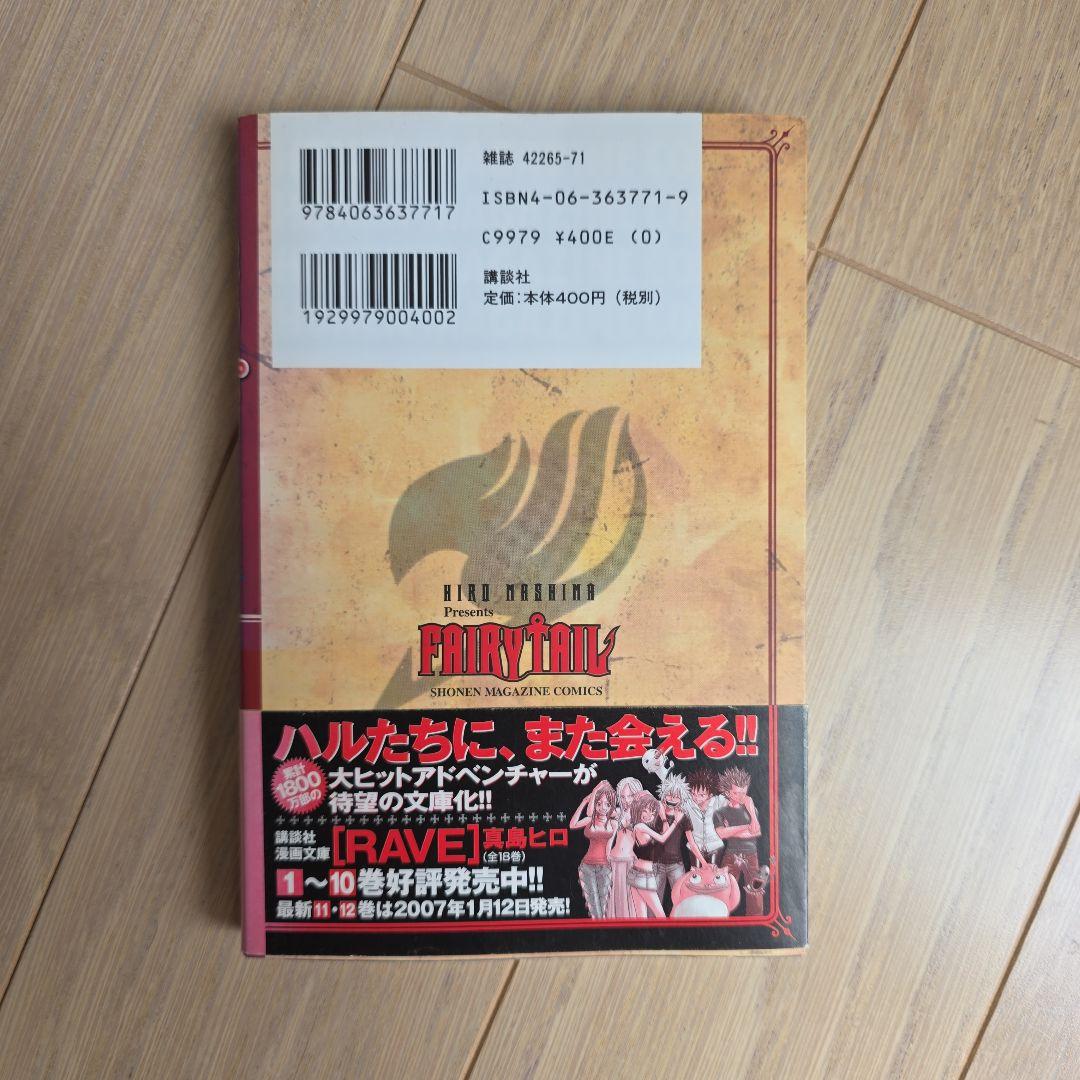 雑誌 42265-71
9784063637717
ISBN4-06-363771-9
C9979 ¥400E (0)
1929979004002
講談社
定価:本体400円(税別)
HIRO MASHIMA
Presents
FAIRY TAIL
SHONEN MAGAZINE COMICS
ハルたちに、また会える!!
累計
1800
万部の
大ヒットアドベンチャーが
待望の文庫化!!
講談社
漫画文庫
[RAVE]真島ヒロ
(全18巻)
1〜10巻好評発売中!!
最新11・12巻は2007年1月12日発売!